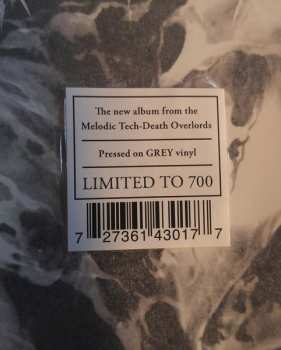 The new album from the
Melodic Tech-Death Overlords
Pressed on GREY vinyl
LIMITED TO 700
7 27361 43017 7